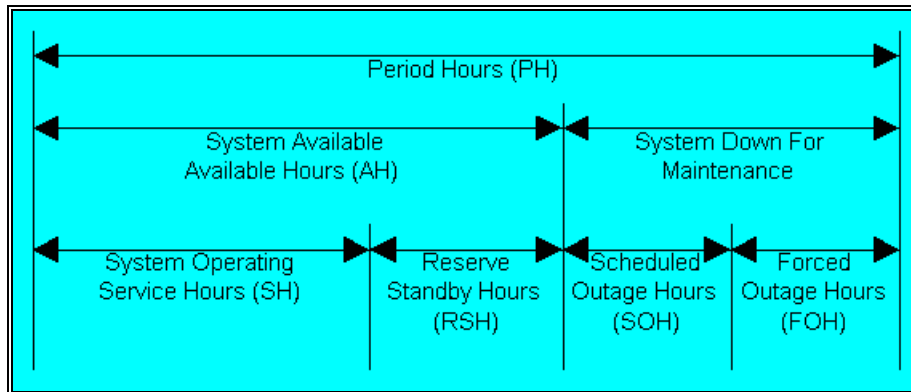 Period Hours (PH)
System Available
Available Hours (AH)
System Down For
Maintenance
System Operating
Service Hours (SH)
Reserve
Standby Hours
(RSH)
Scheduled
Outage Hours
(SOH)
Forced
Outage Hours
(FOH)